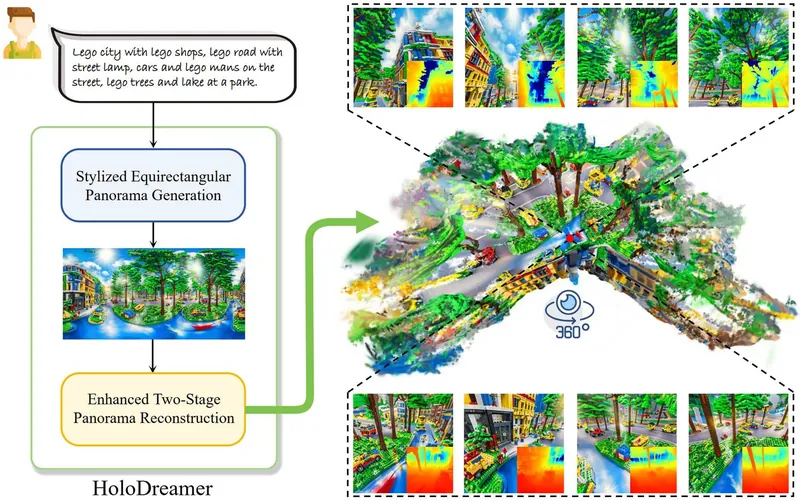 Lego city with lego shops, lego road with
street lamp, cars and lego mans on the
street, lego trees and lake at a park.
Stylized Equirectangular
Panorama Generation
Enhanced Two-Stage
Panorama Reconstruction
HoloDreamer
360°